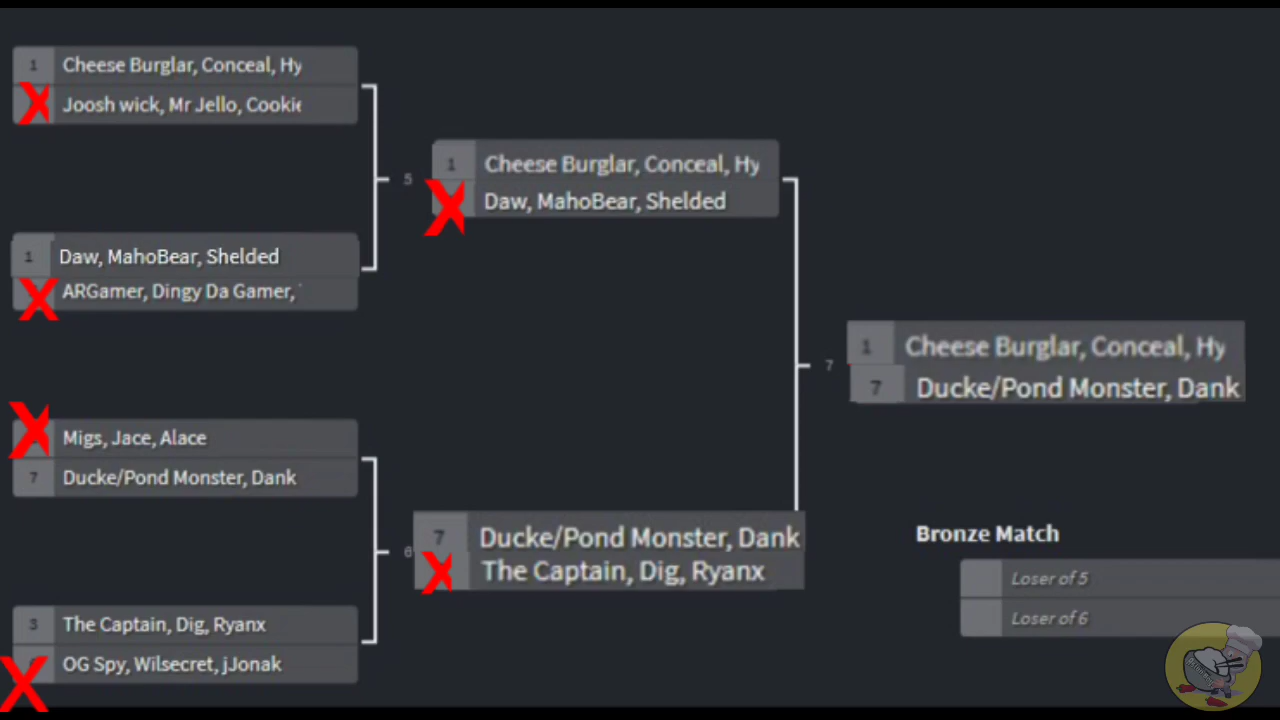 1 Cheese Burglar, Conceal, Hy
Joosh wick, Mr Jello, Cookie
5
1 Cheese Burglar, Conceal, Hy
Daw, MahoBear, Shelded
1 Daw, MahoBear, Shelded
ARGamer, Dingy Da Gamer,
7
1 Cheese Burglar, Conceal, Hy
7 Ducke/Pond Monster, Dank
Migs, Jace, Alace
7 Ducke/Pond Monster, Dank
6
7 Ducke/Pond Monster, Dank
The Captain, Dig, Ryanx
3 The Captain, Dig, Ryanx
OG Spy, Wilsecret, jJonak
Bronze Match
Loser of 5
Loser of 6